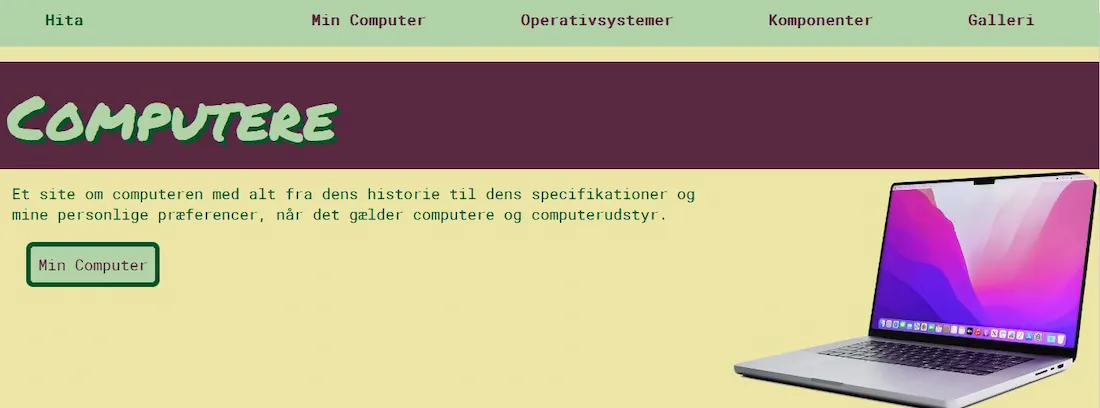 Hita
Min Computer
Operativsystemer
Komponenter
Galleri
Computere
Et site om computeren med alt fra dens historie til dens specifikationer og
mine personlige præferencer, når det gælder computere og computerudstyr.
Min Computer